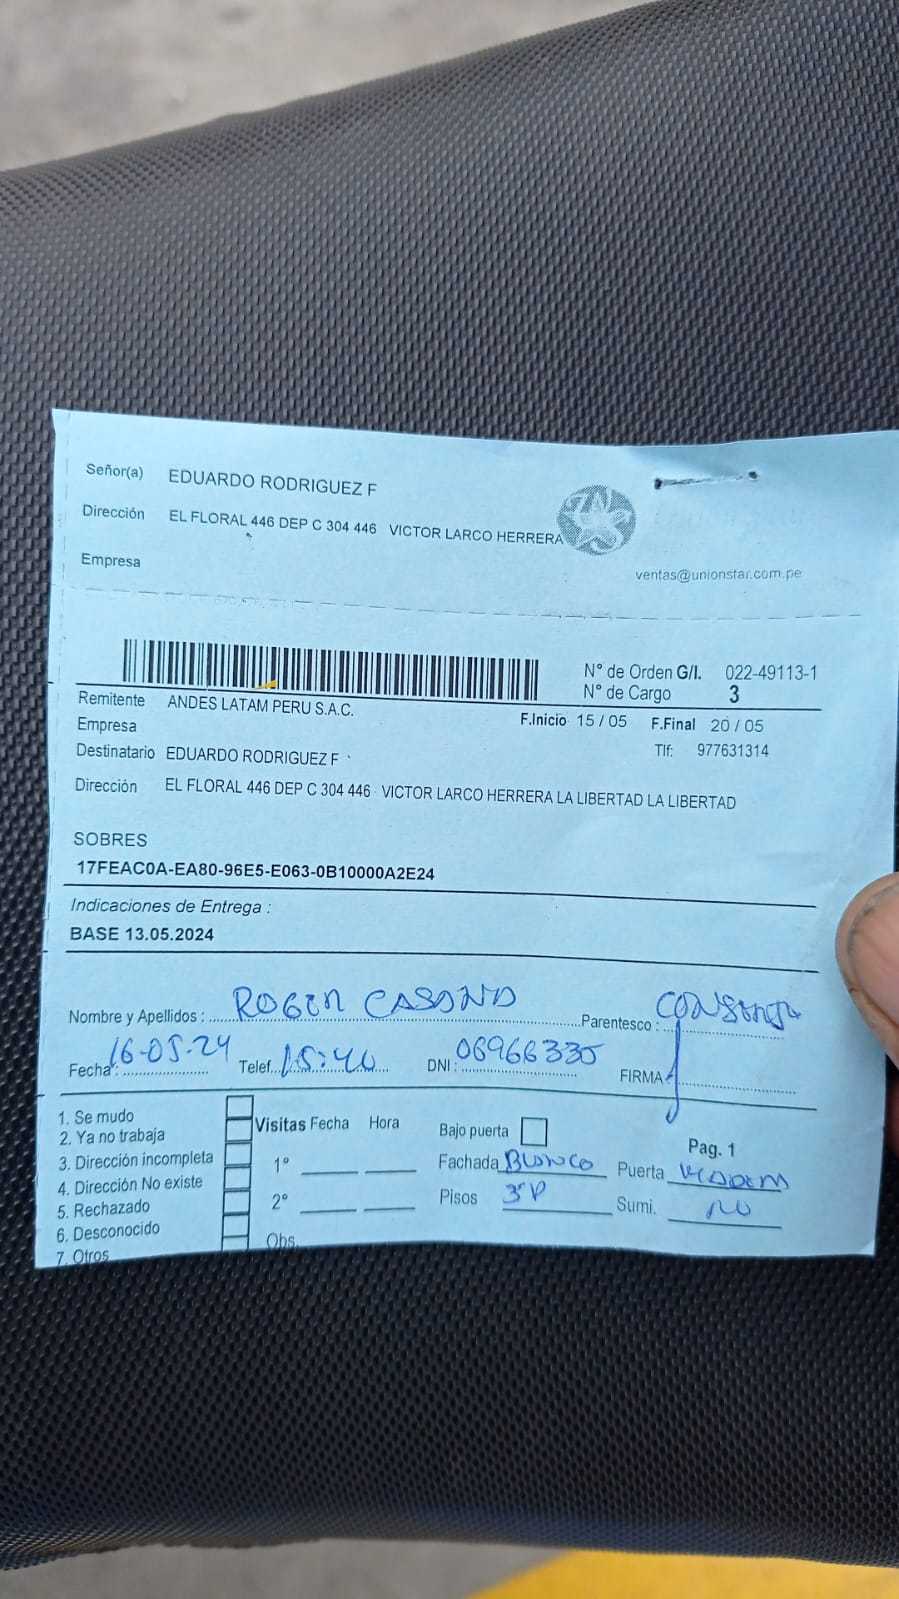 Señor(a) EDUARDO RODRIGUEZ F
Dirección EL FLORAL 446 DEP C 304 446 VICTOR LARCO HERRERA
Empresa
ventas@unionstar.com.pe
N° de Orden G/I. 022-49113-1
N° de Cargo 3
Remitente ANDES LATAM PERU S.A.C.
F.Inicio 15 / 05 F.Final 20 / 05
Empresa
Tlf: 977631314
Destinatario EDUARDO RODRIGUEZ F
Dirección EL FLORAL 446 DEP C 304 446 VICTOR LARCO HERRERA LA LIBERTAD LA LIBERTAD
SOBRES
17FEAC0A-EA80-96E5-E063-0B10000A2E24
Indicaciones de Entrega :
BASE 13.05.2024
Nombre y Apellidos : ROGER Parentesco :
Fecha : 16-05-24 Telef. 15:40 DNI : 06966335 FIRMA
1. Se mudo
2. Ya no trabaja
3. Dirección incompleta
4. Dirección No existe
5. Rechazado
6. Desconocido
7. Otros
Visitas Fecha Hora
1°
2°
Obs.
Bajo puerta
Pag. 1
Fachada BLANCO Puerta
Pisos 3°P Sumi. NO